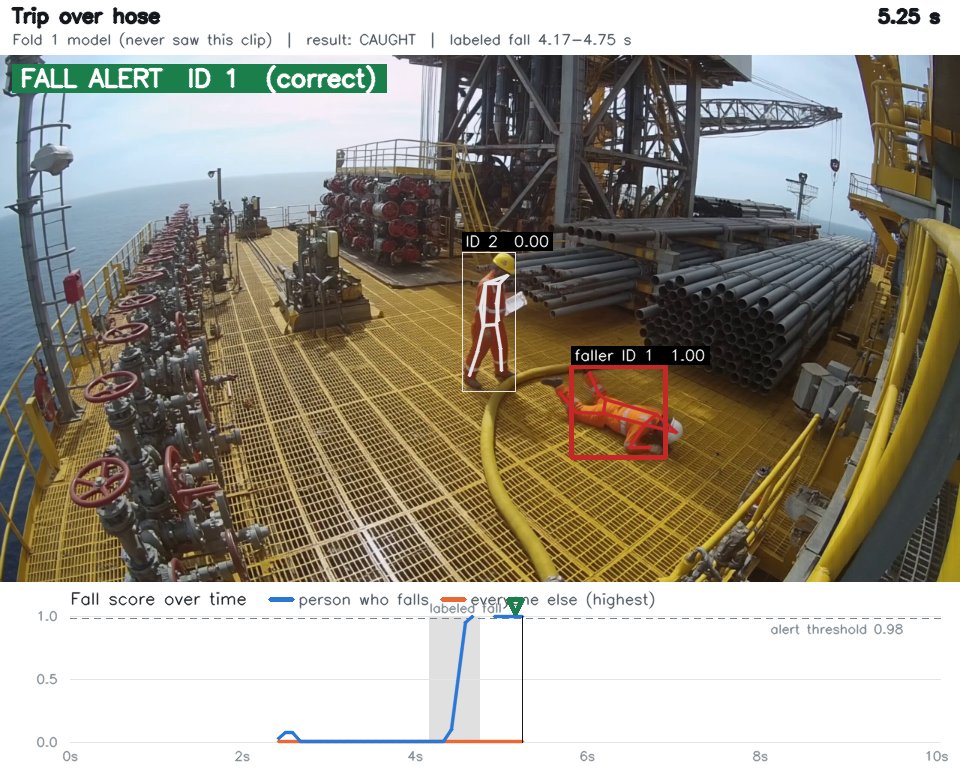 Trip over hose
5.25 s
Fold 1 model (never saw this clip) | result: CAUGHT | labeled fall 4.17–4.75 s
FALL ALERT ID 1 (correct)
ID 2 0.00
faller ID 1 1.00
Fall score over time
person who falls
everyone else (highest)
labeled fall
1.0
alert threshold 0.98
0.5
0.0
0s 2s 4s 6s 8s 10s